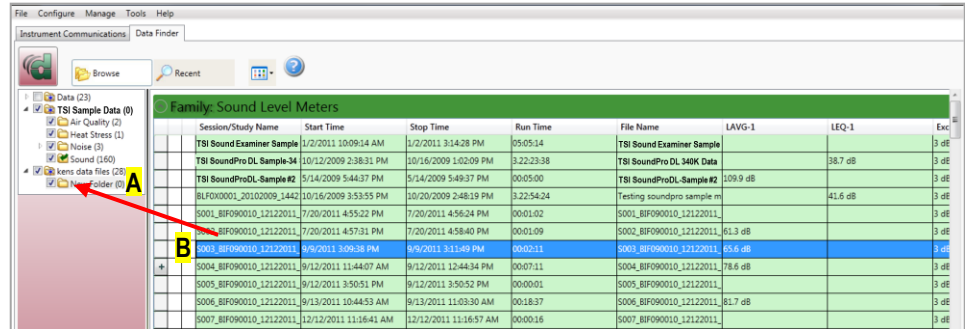 File Configure Manage Tools Help
Instrument Communications Data Finder
Browse Recent ?
Data (23)
TSI Sample Data (0)
Air Quality (2)
Heat Stress (1)
Noise (3)
Sound (160)
kens data files (28)
New Folder (0)
A
B
Family: Sound Level Meters
Session/Study Name Start Time Stop Time Run Time File Name LAVG-1 LEQ-1 Exc
TSI Sound Examiner Sample 1/2/2011 10:09:14 AM 1/2/2011 3:14:28 PM 05:05:14 TSI Sound Examiner Sample 3 dB
TSI SoundPro DL Sample-34 10/12/2009 2:38:31 PM 10/16/2009 1:02:09 PM 3.22:23:38 TSI SoundPro DL 340K Data 38.7 dB 3 dB
TSI SoundProDL-Sample#2 5/14/2009 5:44:37 PM 5/14/2009 5:49:37 PM 00:05:00 TSI SoundProDL-Sample#2 109.9 dB 3 dB
BLF0X0001_20102009_1442 10/16/2009 3:53:55 PM 10/20/2009 2:48:19 PM 3.22:54:24 Testing soundpro sample m 41.6 dB 3 dB
S001_BIF090010_12122011_ 7/20/2011 4:55:22 PM 7/20/2011 4:56:24 PM 00:01:02 S001_BIF090010_12122011_ 3 dB
S002_BIF090010_12122011_ 7/20/2011 4:57:31 PM 7/20/2011 4:58:40 PM 00:01:09 S002_BIF090010_12122011_ 61.3 dB 3 dB
S003_BIF090010_12122011_ 9/9/2011 3:09:38 PM 9/9/2011 3:11:49 PM 00:02:11 S003_BIF090010_12122011_ 65.6 dB 3 dB
S004_BIF090010_12122011_ 9/12/2011 11:44:07 AM 9/12/2011 12:44:34 PM 00:07:11 S004_BIF090010_12122011_ 78.6 dB 3 dB
S005_BIF090010_12122011_ 9/12/2011 3:50:51 PM 9/12/2011 3:50:52 PM 00:00:01 S005_BIF090010_12122011_ 3 dB
S006_BIF090010_12122011_ 9/13/2011 10:44:53 AM 9/13/2011 11:03:30 AM 00:18:37 S006_BIF090010_12122011_ 81.7 dB 3 dB
S007_BIF090010_12122011_ 12/12/2011 11:16:41 AM 12/12/2011 11:16:57 AM 00:00:16 S007_BIF090010_12122011_ 3 dB